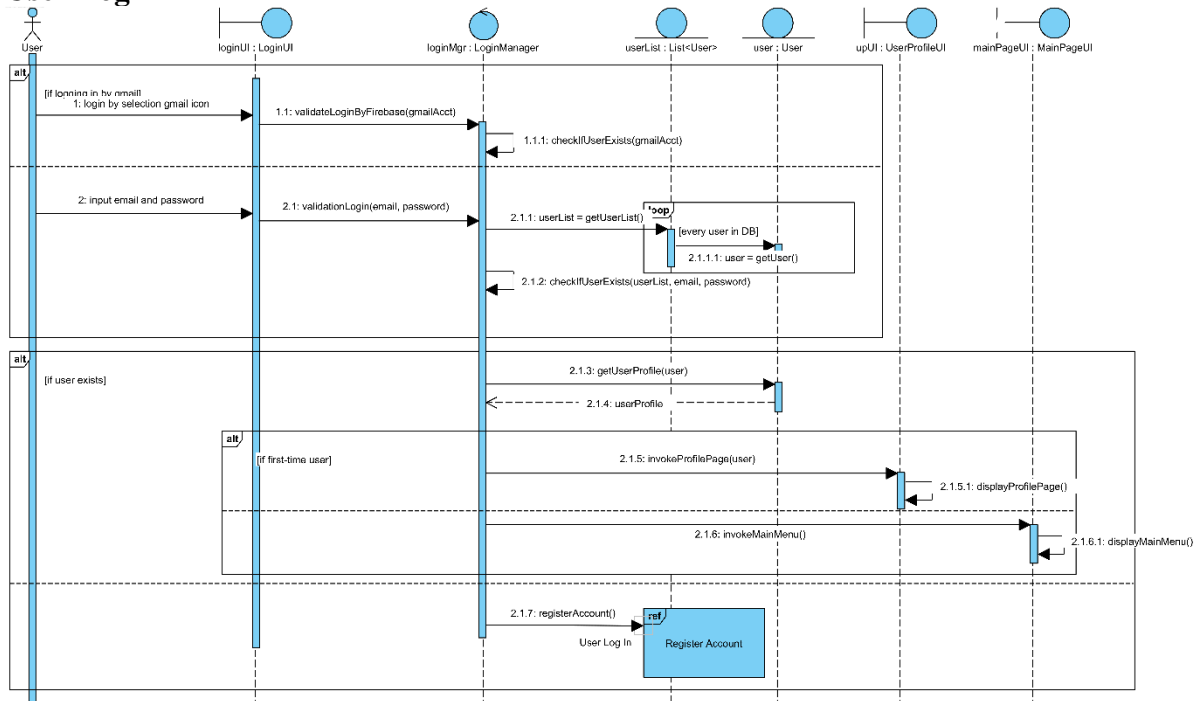 User
loginUI : LoginUI
loginMgr : LoginManager
userList : List<User>
user : User
upUI : UserProfileUI
mainPageUI : MainPageUI
alt
[if logging in by gmail]
1: login by selection gmail icon
1.1: validateLoginByFirebase(gmailAcct)
1.1.1: checkIfUserExists(gmailAcct)
2: input email and password
2.1: validationLogin(email, password)
2.1.1: userList = getUserList()
loop
[every user in DB]
2.1.1.1: user = getUser()
2.1.2: checkIfUserExists(userList, email, password)
alt
[if user exists]
2.1.3: getUserProfile(user)
2.1.4: userProfile
alt
[if first-time user]
2.1.5: invokeProfilePage(user)
2.1.5.1: displayProfilePage()
2.1.6: invokeMainMenu()
2.1.6.1: displayMainMenu()
2.1.7: registerAccount()
ref
User Log In
Register Account